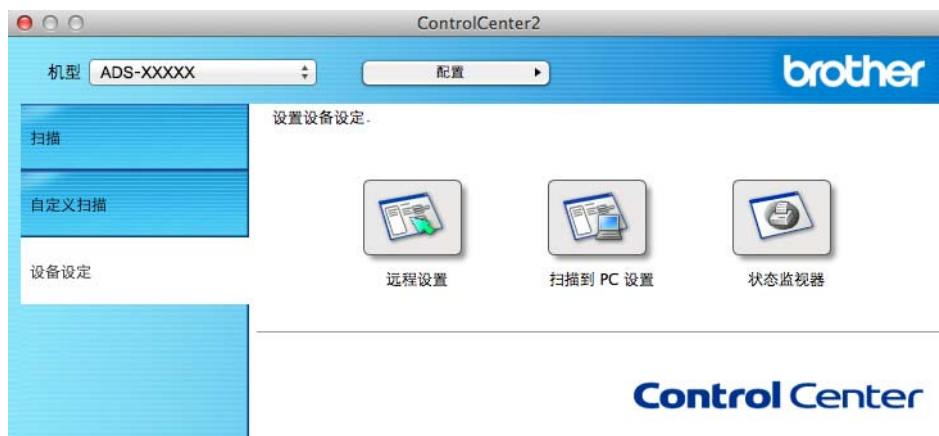 ControlCenter2
机型 ADS-XXXXX 配置
brother
扫描
自定义扫描
设备设定
设置设备设定.
远程设置 扫描到 PC 设置 状态监视器
Control Center